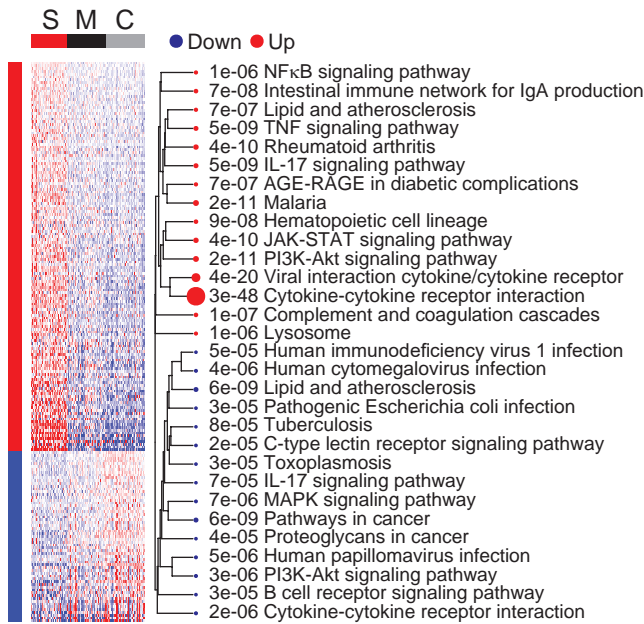 S M C
Down Up
1e-06 NFκB signaling pathway
7e-08 Intestinal immune network for IgA production
7e-07 Lipid and atherosclerosis
5e-09 TNF signaling pathway
4e-10 Rheumatoid arthritis
5e-09 IL-17 signaling pathway
7e-07 AGE-RAGE in diabetic complications
2e-11 Malaria
9e-08 Hematopoietic cell lineage
4e-10 JAK-STAT signaling pathway
2e-11 PI3K-Akt signaling pathway
4e-20 Viral interaction cytokine/cytokine receptor
3e-48 Cytokine-cytokine receptor interaction
1e-07 Complement and coagulation cascades
1e-06 Lysosome
5e-05 Human immunodeficiency virus 1 infection
4e-06 Human cytomegalovirus infection
6e-09 Lipid and atherosclerosis
3e-05 Pathogenic Escherichia coli infection
8e-05 Tuberculosis
2e-05 C-type lectin receptor signaling pathway
3e-05 Toxoplasmosis
7e-05 IL-17 signaling pathway
7e-06 MAPK signaling pathway
6e-09 Pathways in cancer
4e-05 Proteoglycans in cancer
5e-06 Human papillomavirus infection
3e-06 PI3K-Akt signaling pathway
3e-05 B cell receptor signaling pathway
2e-06 Cytokine-cytokine receptor interaction